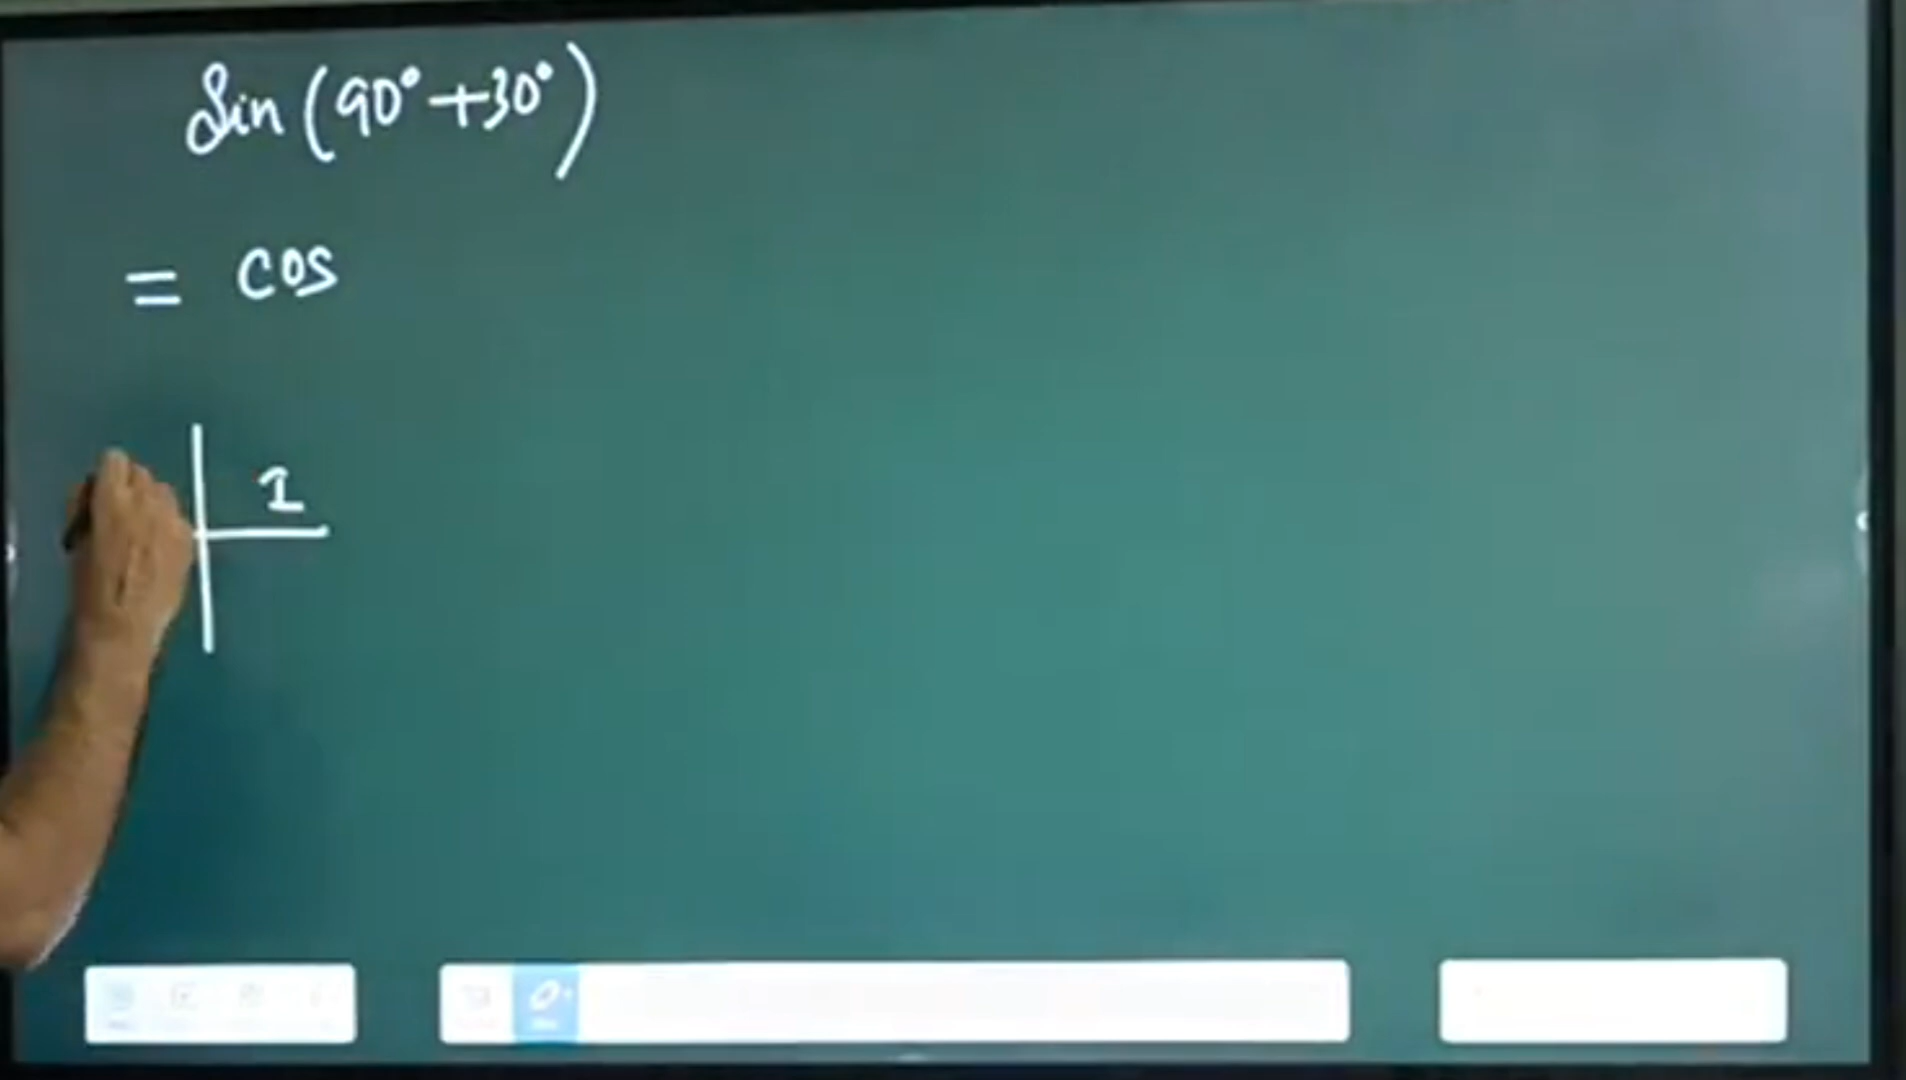 sin (90° + 30°)
= cos
1